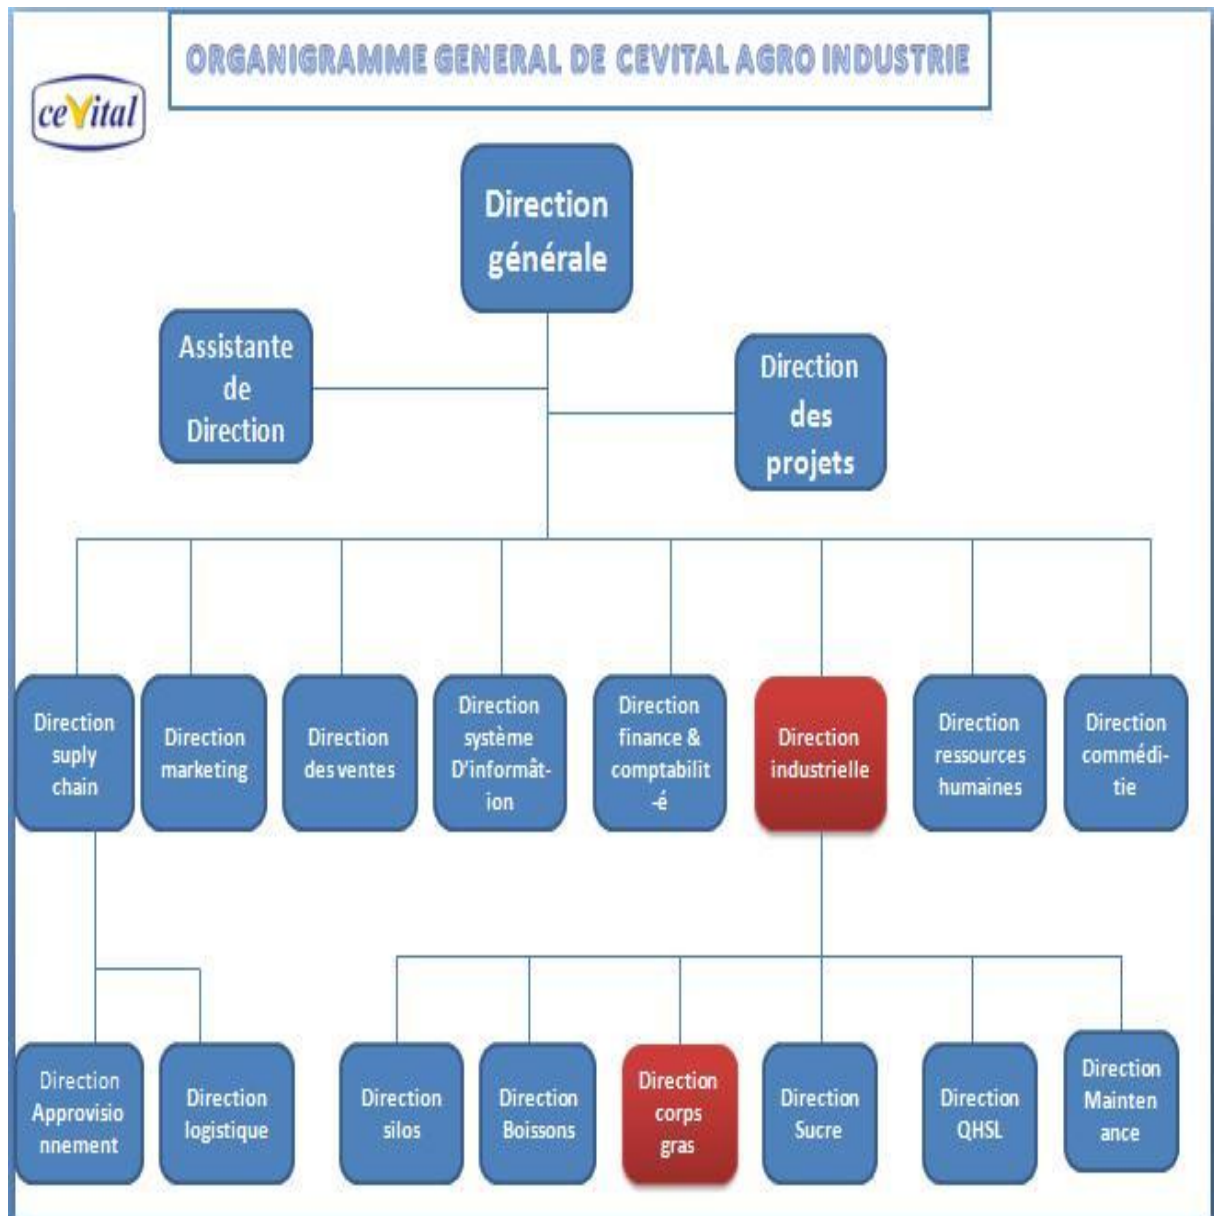 ORGANIGRAMME GENERAL DE CEVITAL AGRO INDUSTRIE
ceVital
Direction
générale
Assistante
de
Direction
Direction
des
projets
Direction
suply
chain
Direction
marketing
Direction
des ventes
Direction
système
D'informât-
ion
Direction
finance &
comptabilit
-é
Direction
industrielle
Direction
ressources
humaines
Direction
commédi-
tie
Direction
Approvisio
nnement
Direction
logistique
Direction
silos
Direction
Boissons
Direction
corps
gras
Direction
Sucre
Direction
QHSL
Direction
Mainten
ance